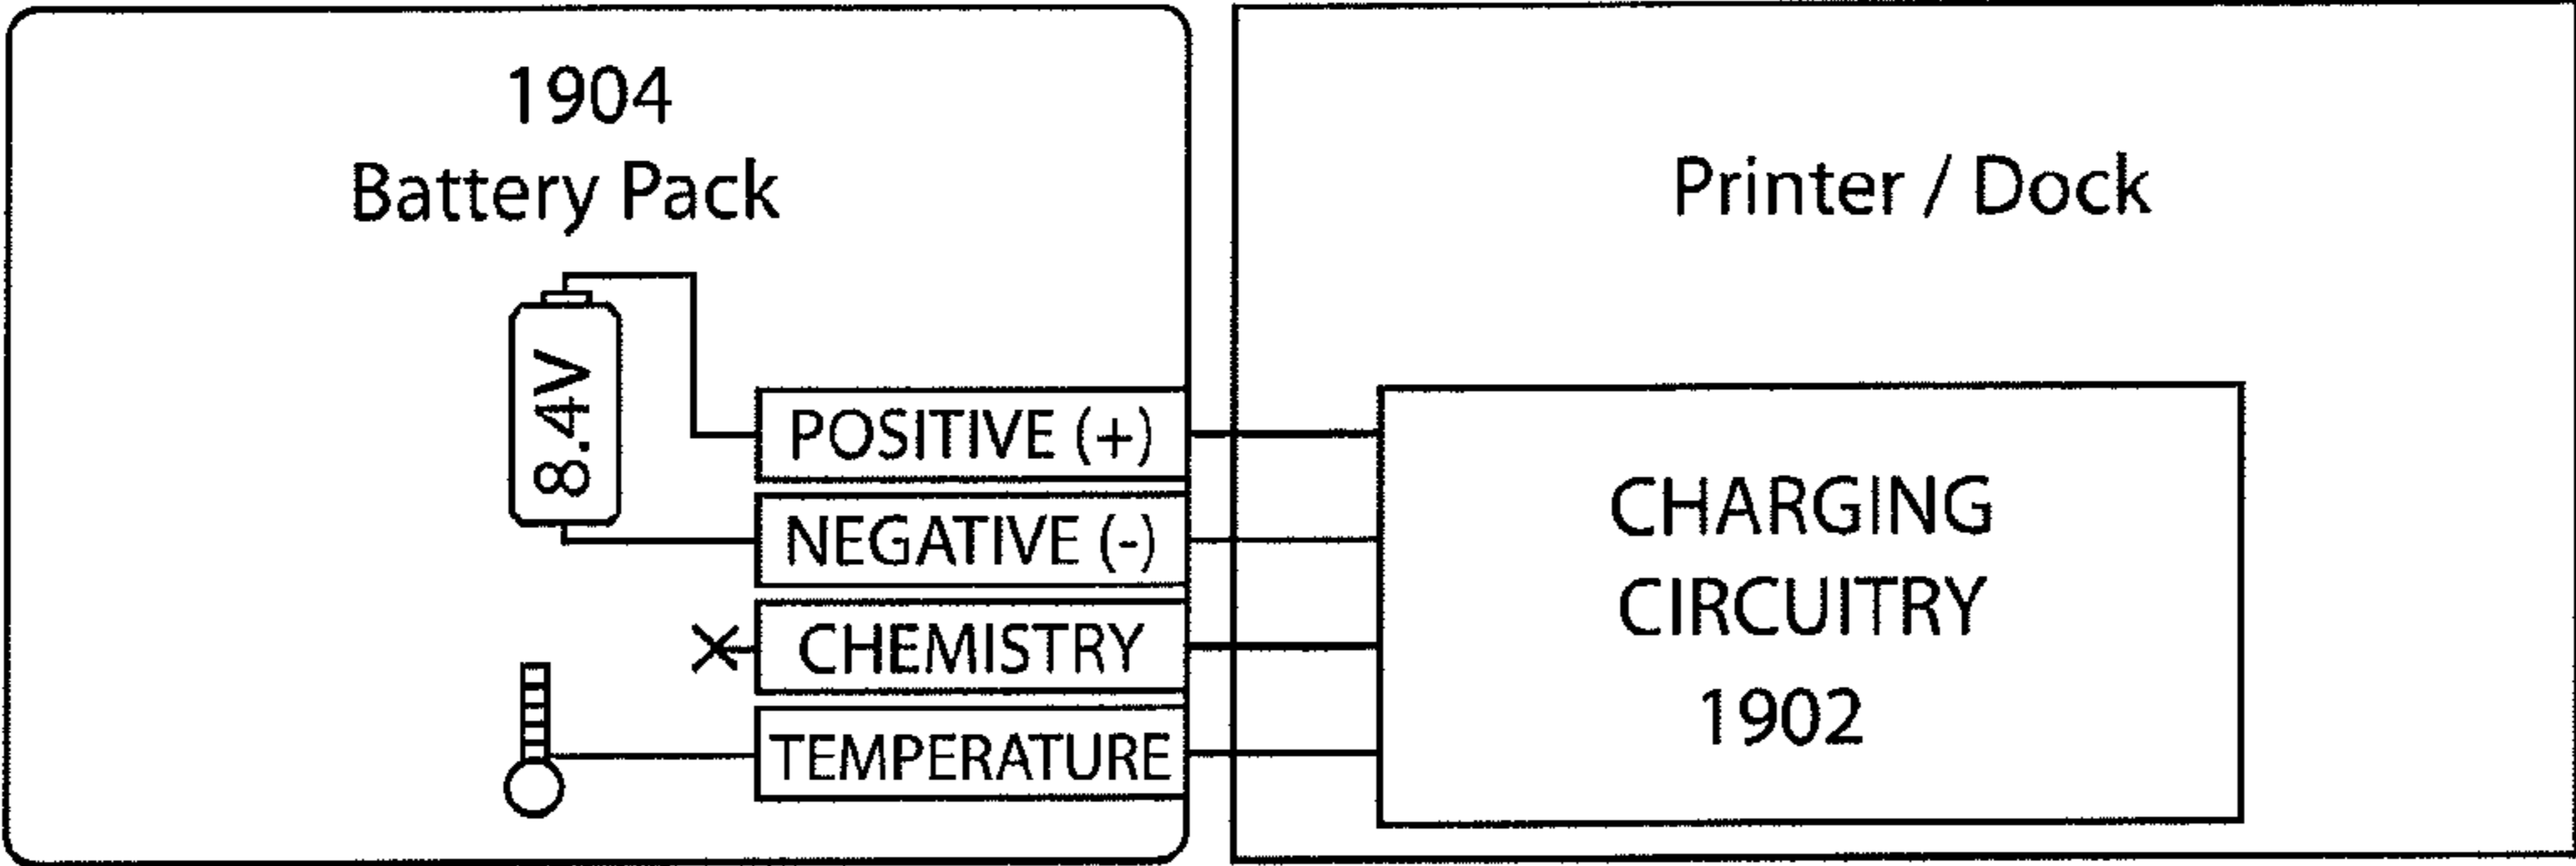 1904
Battery Pack
8.4V
POSITIVE (+)
NEGATIVE (-)
CHEMISTRY
TEMPERATURE
Printer / Dock
CHARGING
CIRCUITRY
1902